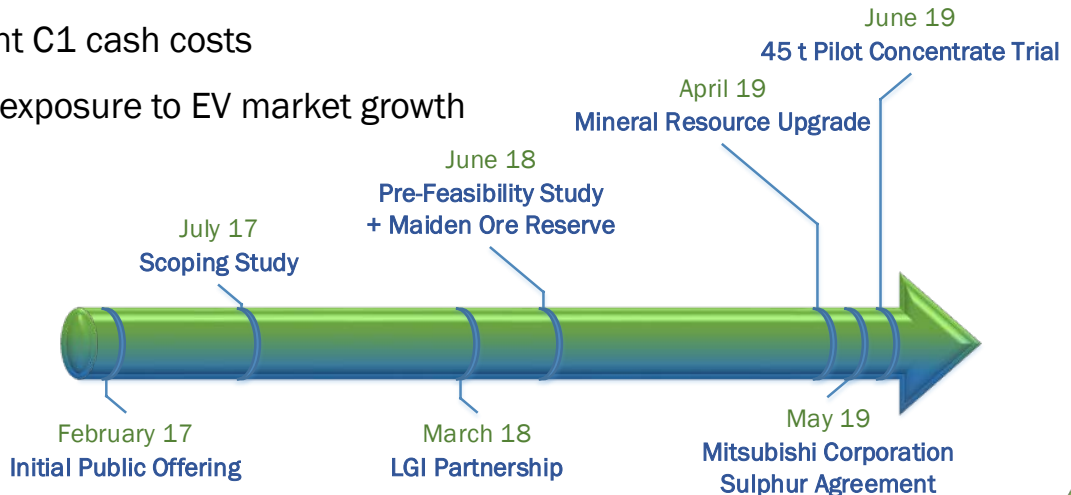 nt C1 cash costs
exposure to EV market growth
June 19
45 t Pilot Concentrate Trial
April 19
Mineral Resource Upgrade
June 18
Pre-Feasibility Study
+ Maiden Ore Reserve
July 17
Scoping Study
February 17
Initial Public Offering
March 18
LGI Partnership
May 19
Mitsubishi Corporation
Sulphur Agreement